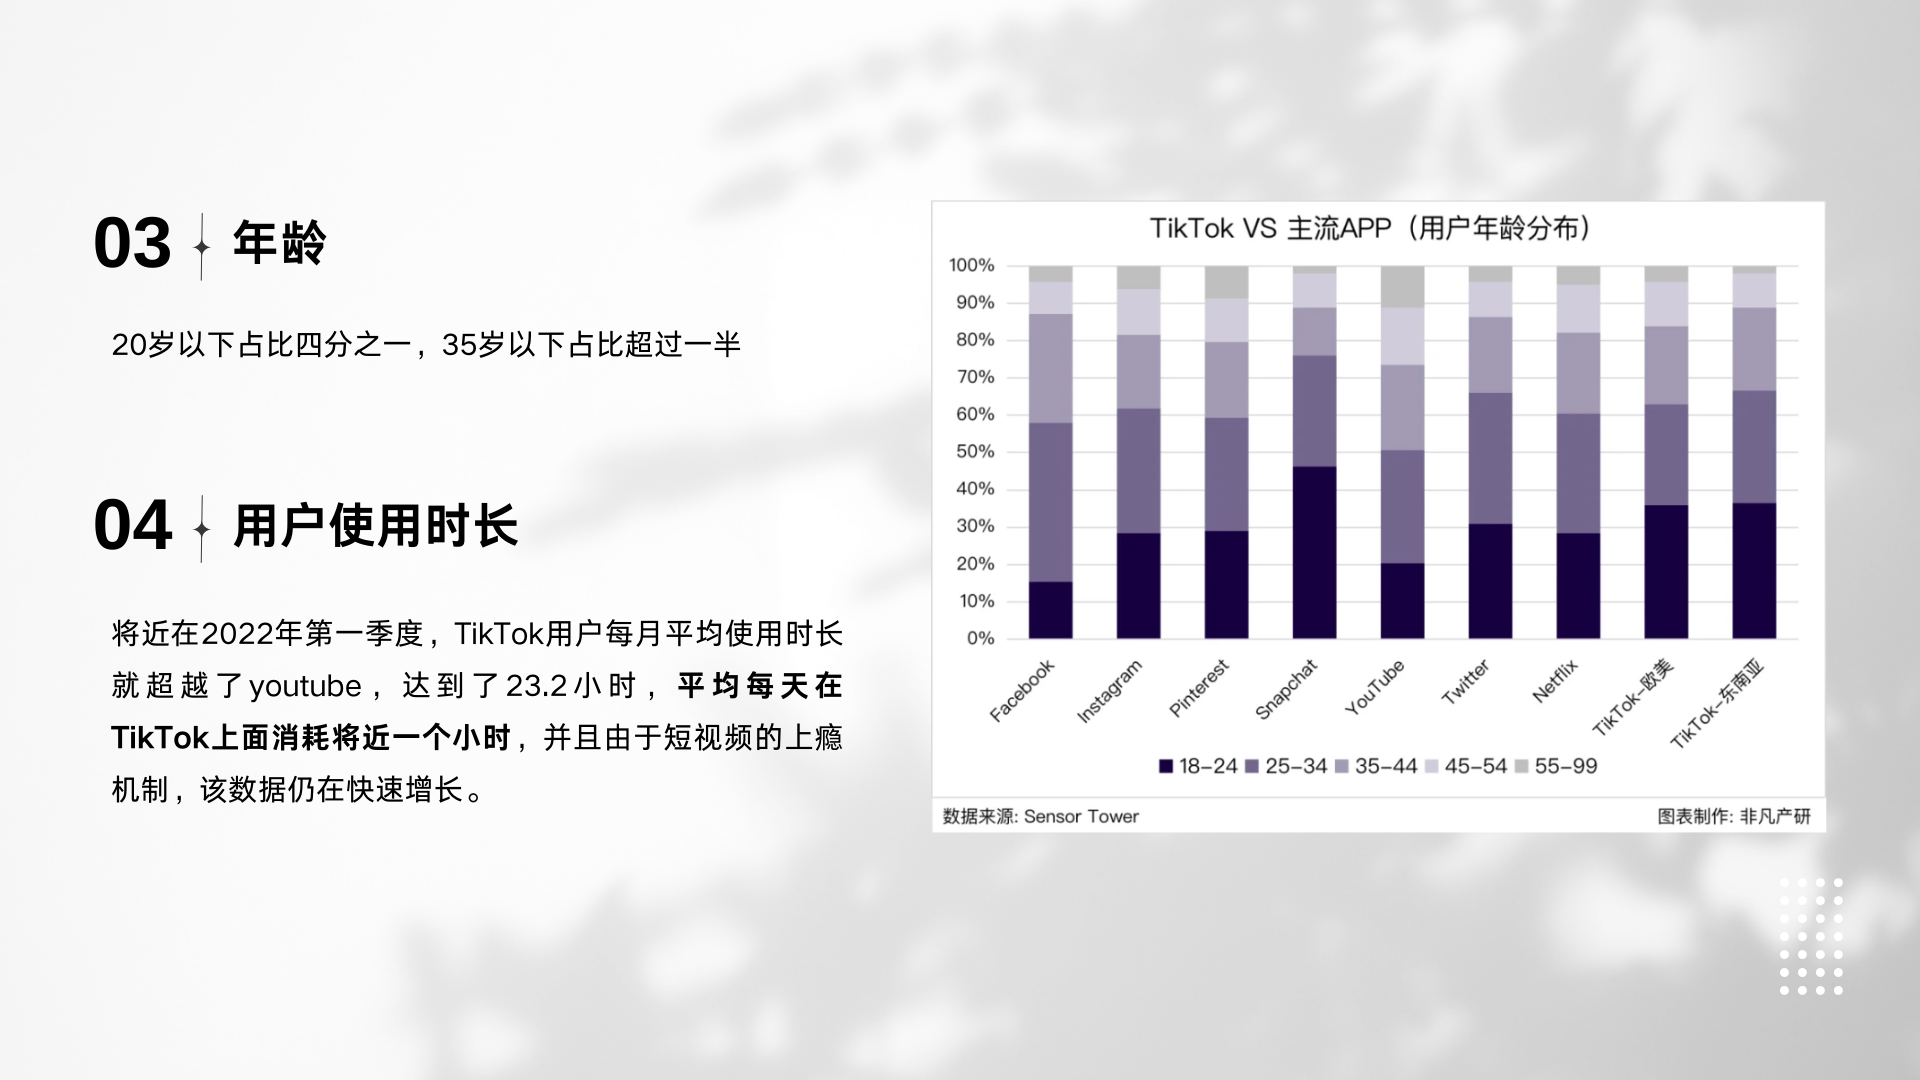 03 年龄
20岁以下占比四分之一，35岁以下占比超过一半
04 用户使用时长
将近在2022年第一季度，TikTok用户每月平均使用时长
就超越了youtube，达到了23.2小时，平均每天在
TikTok上面消耗将近一个小时，并且由于短视频的上瘾
机制，该数据仍在快速增长。
TikTok VS 主流APP（用户年龄分布）
100%
90%
80%
70%
60%
50%
40%
30%
20%
10%
0%
Facebook
Instagram
Pinterest
Snapchat
YouTube
Twitter
Netflix
TikTok-欧美
TikTok-东南亚
18-24 25-34 35-44 45-54 55-99
数据来源: Sensor Tower 图表制作: 非凡产研